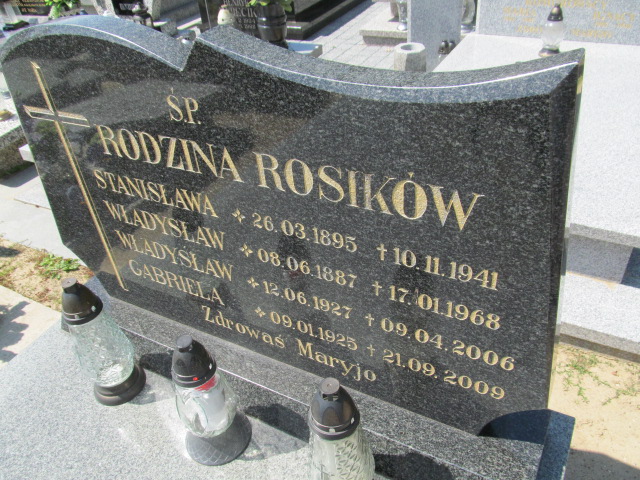 Ś.P.
RODZINA ROSIKÓW
STANISŁAWA ✲ 26.03.1895 ✝ 10.11.1941
WŁADYSŁAW ✲ 08.06.1887 ✝ 17.01.1968
WŁADYSŁAW ✲ 12.06.1927 ✝ 09.04.2006
GABRIELA ✲ 09.01.1925 ✝ 21.09.2009
Zdrowaś Maryjo